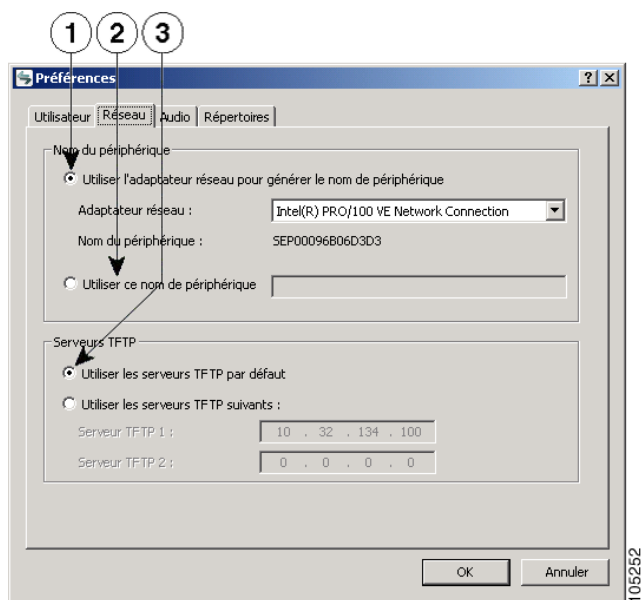 1 2 3
Préférences
Utilisateur Réseau Audio Répertoires
Nom du périphérique
Utiliser l'adaptateur réseau pour générer le nom de périphérique
Adaptateur réseau : Intel(R) PRO/100 VE Network Connection
Nom du périphérique : SEP00096B06D3D3
Utiliser ce nom de périphérique
Serveurs TFTP
Utiliser les serveurs TFTP par défaut
Utiliser les serveurs TFTP suivants :
Serveur TFTP 1 : 10 . 32 . 134 . 100
Serveur TFTP 2 : 0 . 0 . 0 . 0
OK Annuler
105252